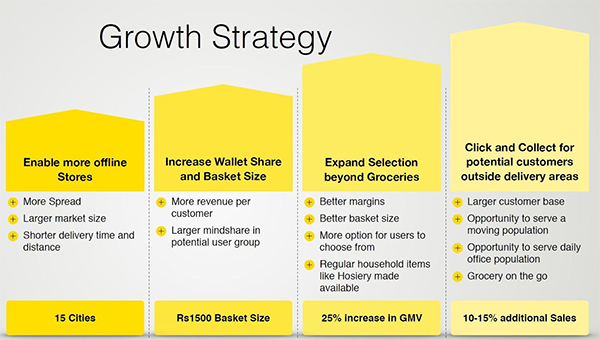 Growth Strategy
Enable more offline
Stores
More Spread
Larger market size
Shorter delivery time and
distance
15 Cities
Increase Wallet Share
and Basket Size
More revenue per
customer
Larger mindshare in
potential user group
Rs1500 Basket Size
Expand Selection
beyond Groceries
Better margins
Better basket size
More option for users to
choose from
Regular household items
like Hosiery made
available
25% increase in GMV
Click and Collect for
potential customers
outside delivery areas
Larger customer base
Opportunity to serve a
moving population
Opportunity to serve daily
office population
Grocery on the go
10-15% additional Sales